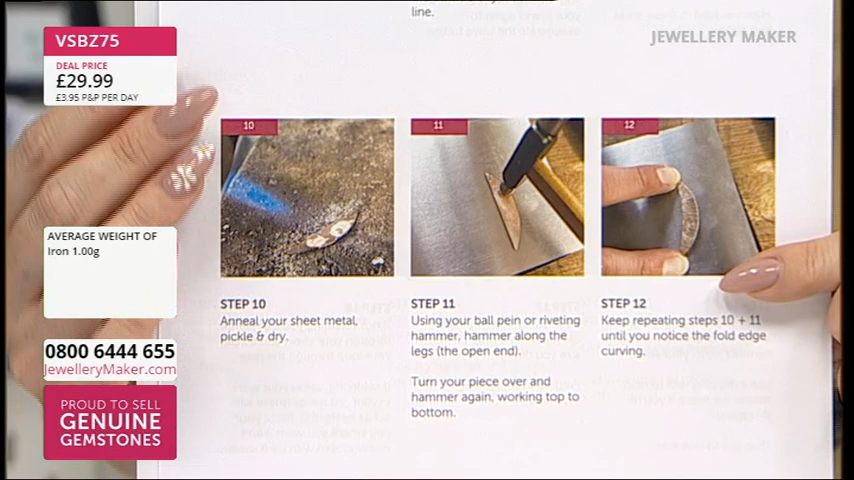 line.
JEWELLERY MAKER
VSBZ75
DEAL PRICE
£29.99
£3.95 P&P PER DAY
10
11
12
AVERAGE WEIGHT OF
Iron 1.00g
STEP 10
Anneal your sheet metal,
pickle & dry.
STEP 11
Using your ball pein or riveting
hammer, hammer along the
legs (the open end).
Turn your piece over and
hammer again, working top to
bottom.
STEP 12
Keep repeating steps 10 + 11
until you notice the fold edge
curving.
0800 6444 655
JewelleryMaker.com
PROUD TO SELL
GENUINE
GEMSTONES